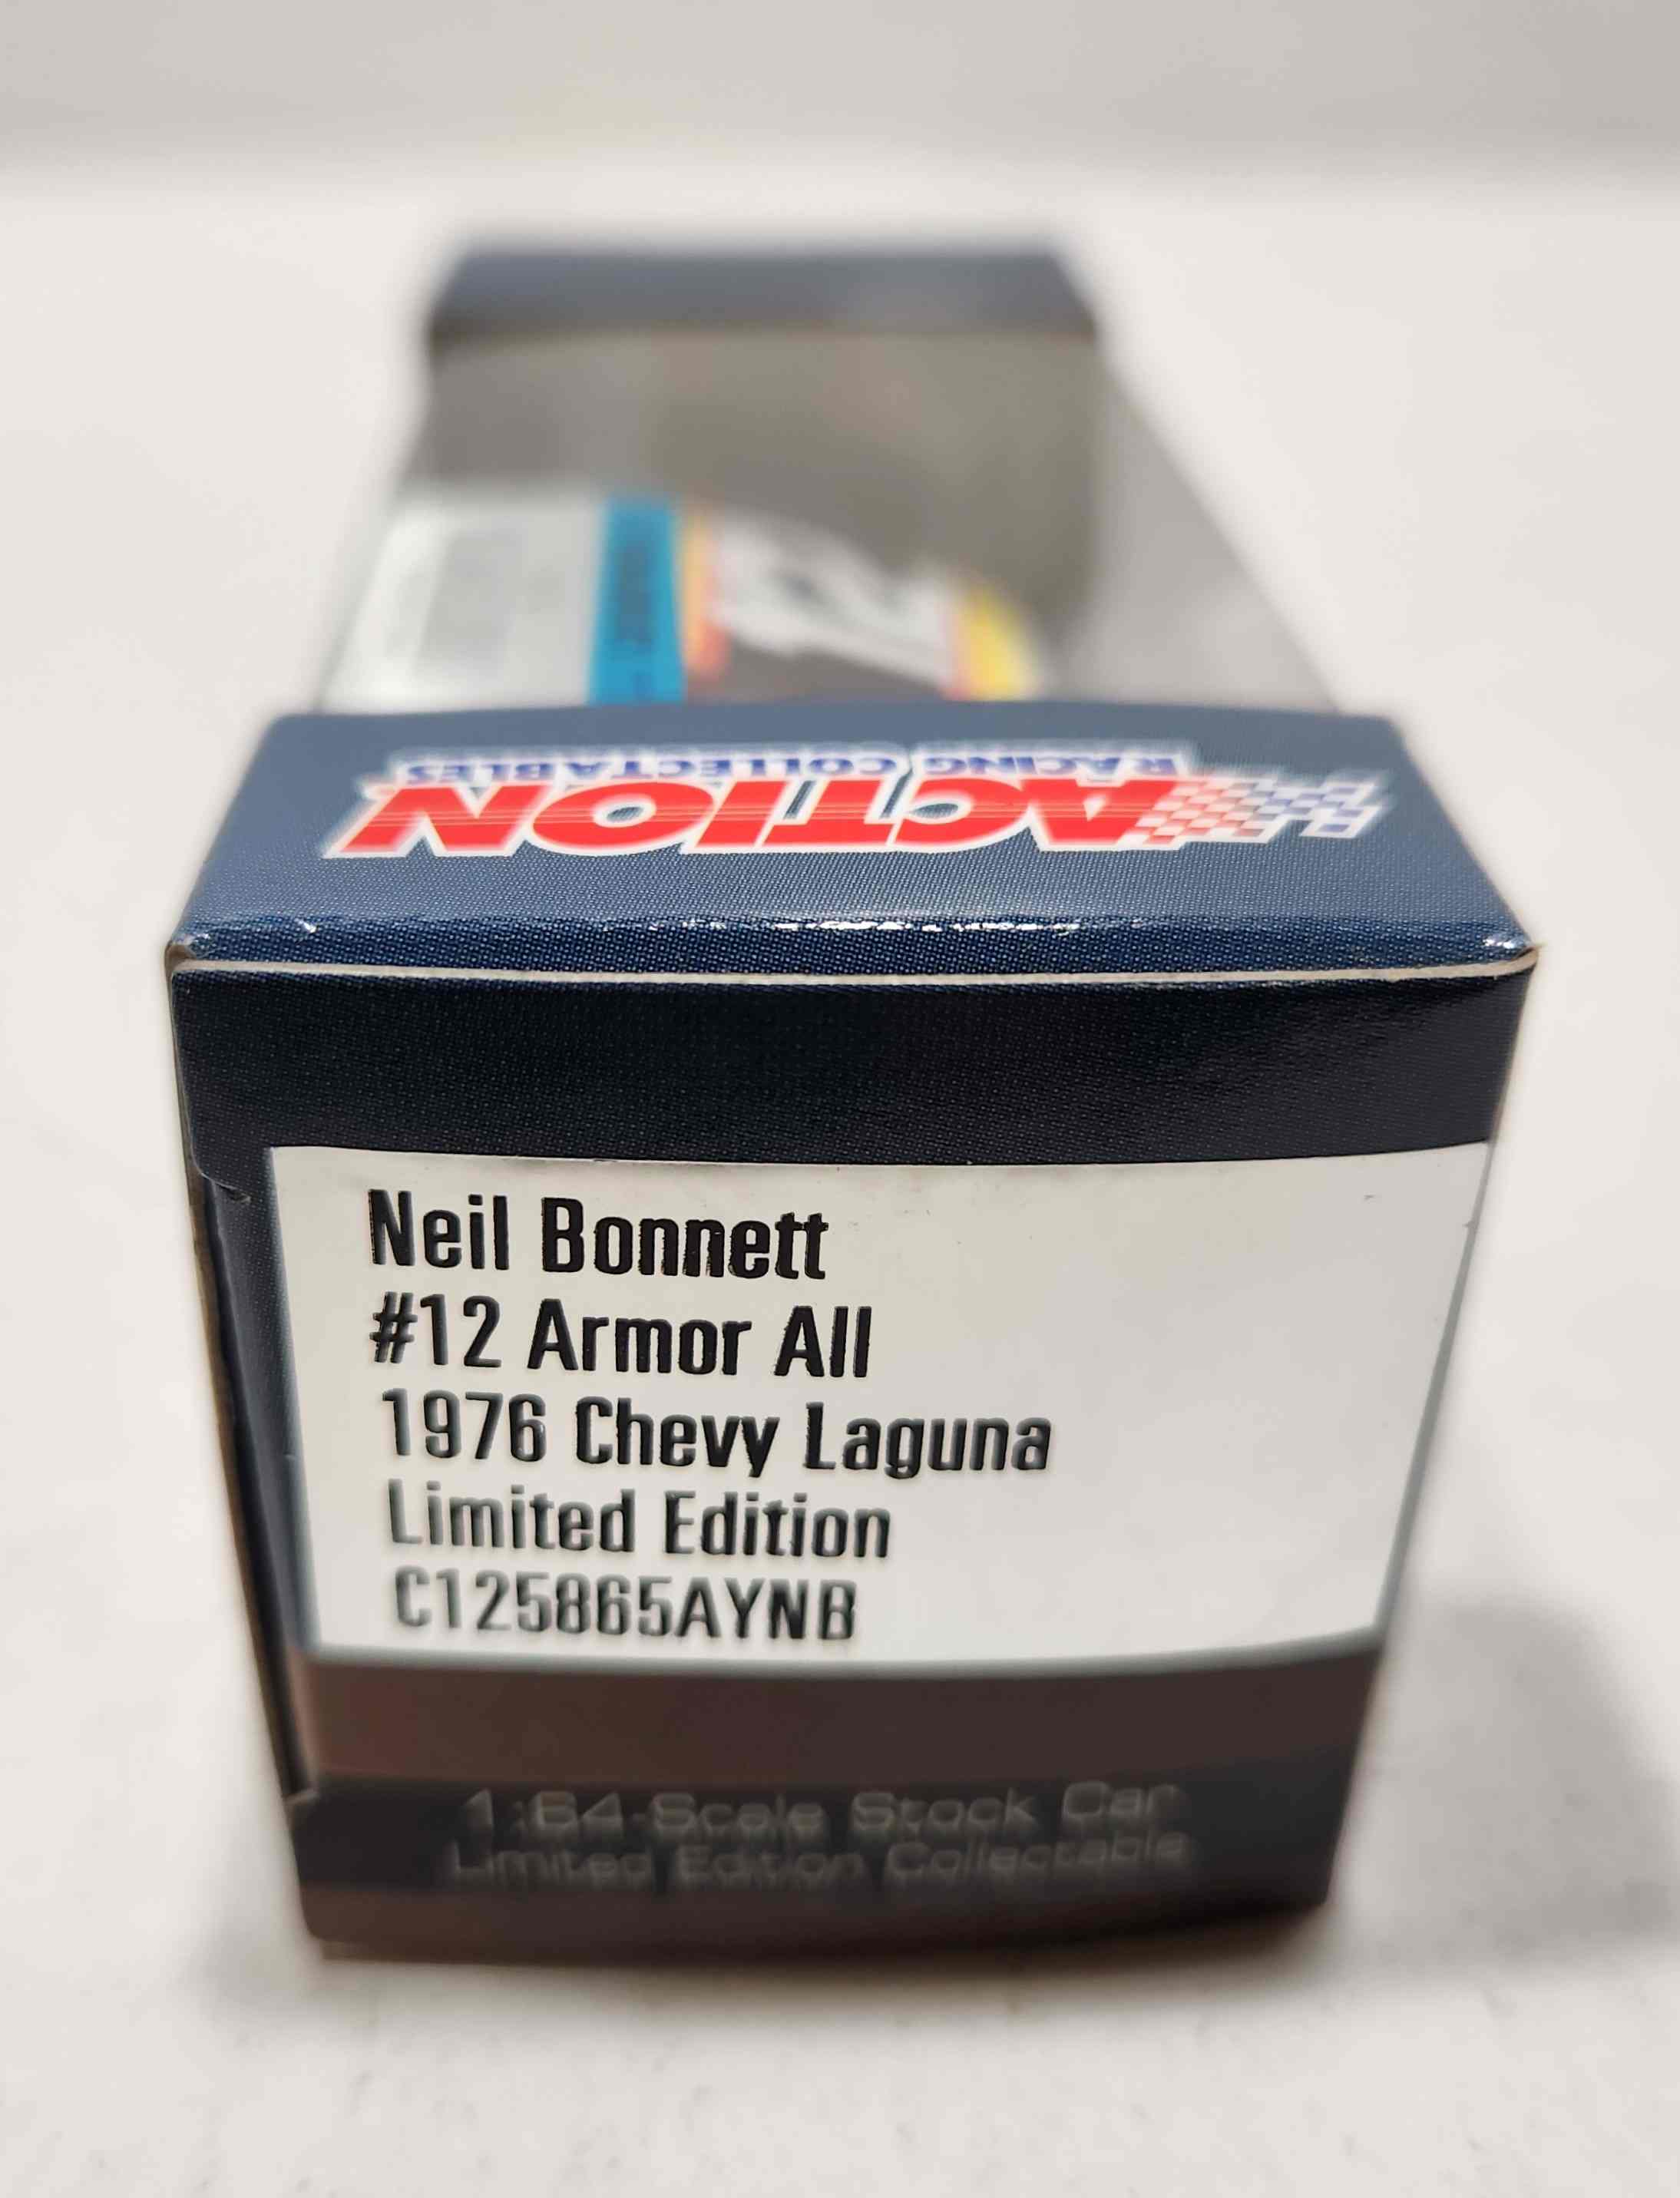 ACTION
RACING COLLECTABLES
Neil Bonnett
#12 Armor All
1976 Chevy Laguna
Limited Edition
C125865AYNB
1:64-Scale Stock Car
Limited Edition Collectable